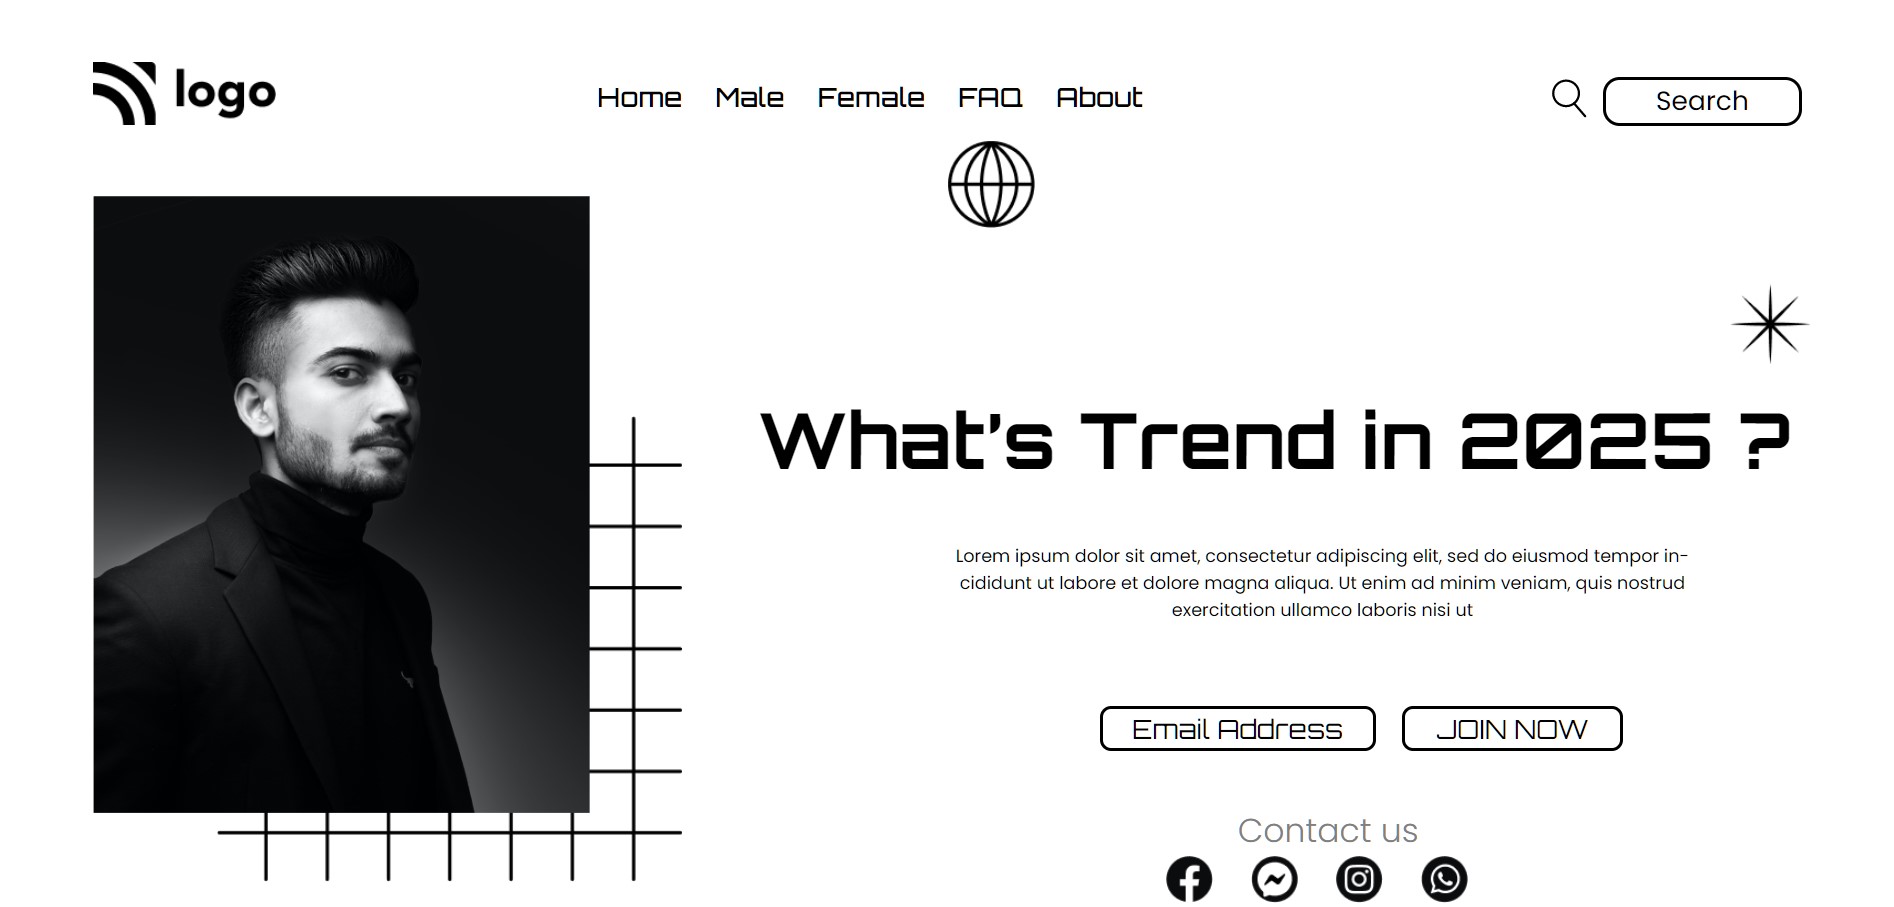 logo
Home Male Female FAQ About
Search
What's Trend in 2025 ?
Lorem ipsum dolor sit amet, consectetur adipiscing elit, sed do eiusmod tempor in-
cididunt ut labore et dolore magna aliqua. Ut enim ad minim veniam, quis nostrud
exercitation ullamco laboris nisi ut
Email Address
JOIN NOW
Contact us